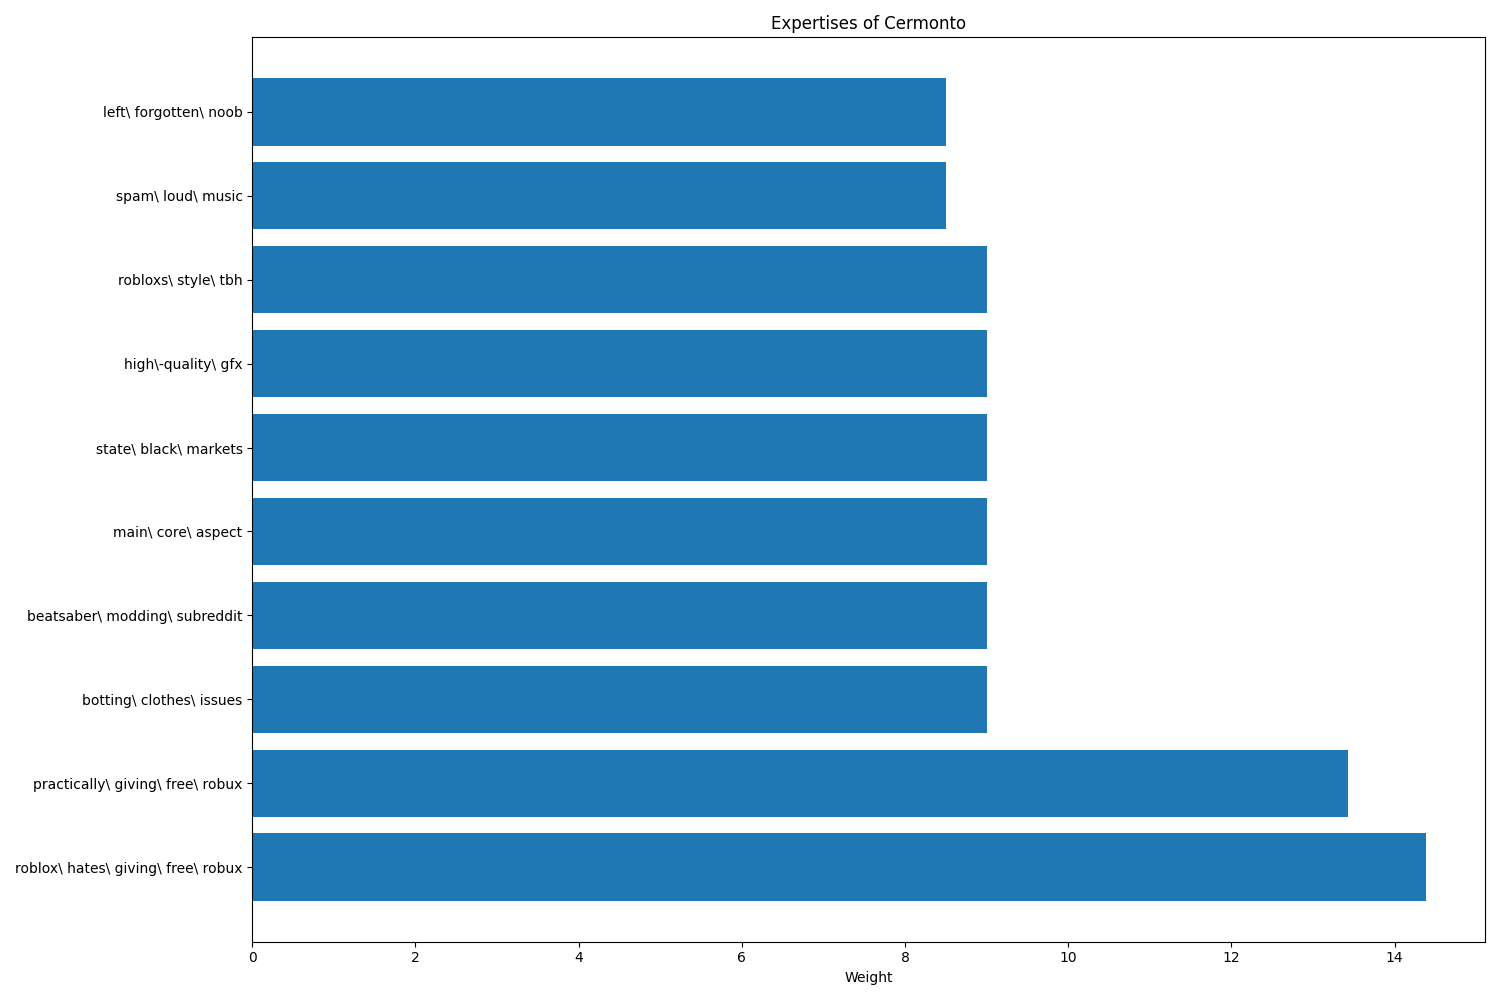 Expertises of Cermonto
left\ forgotten\ noob
spam\ loud\ music
robloxs\ style\ tbh
high\-quality\ gfx
state\ black\ markets
main\ core\ aspect
beatsaber\ modding\ subreddit
botting\ clothes\ issues
practically\ giving\ free\ robux
roblox\ hates\ giving\ free\ robux
0 2 4 6 8 10 12 14
Weight